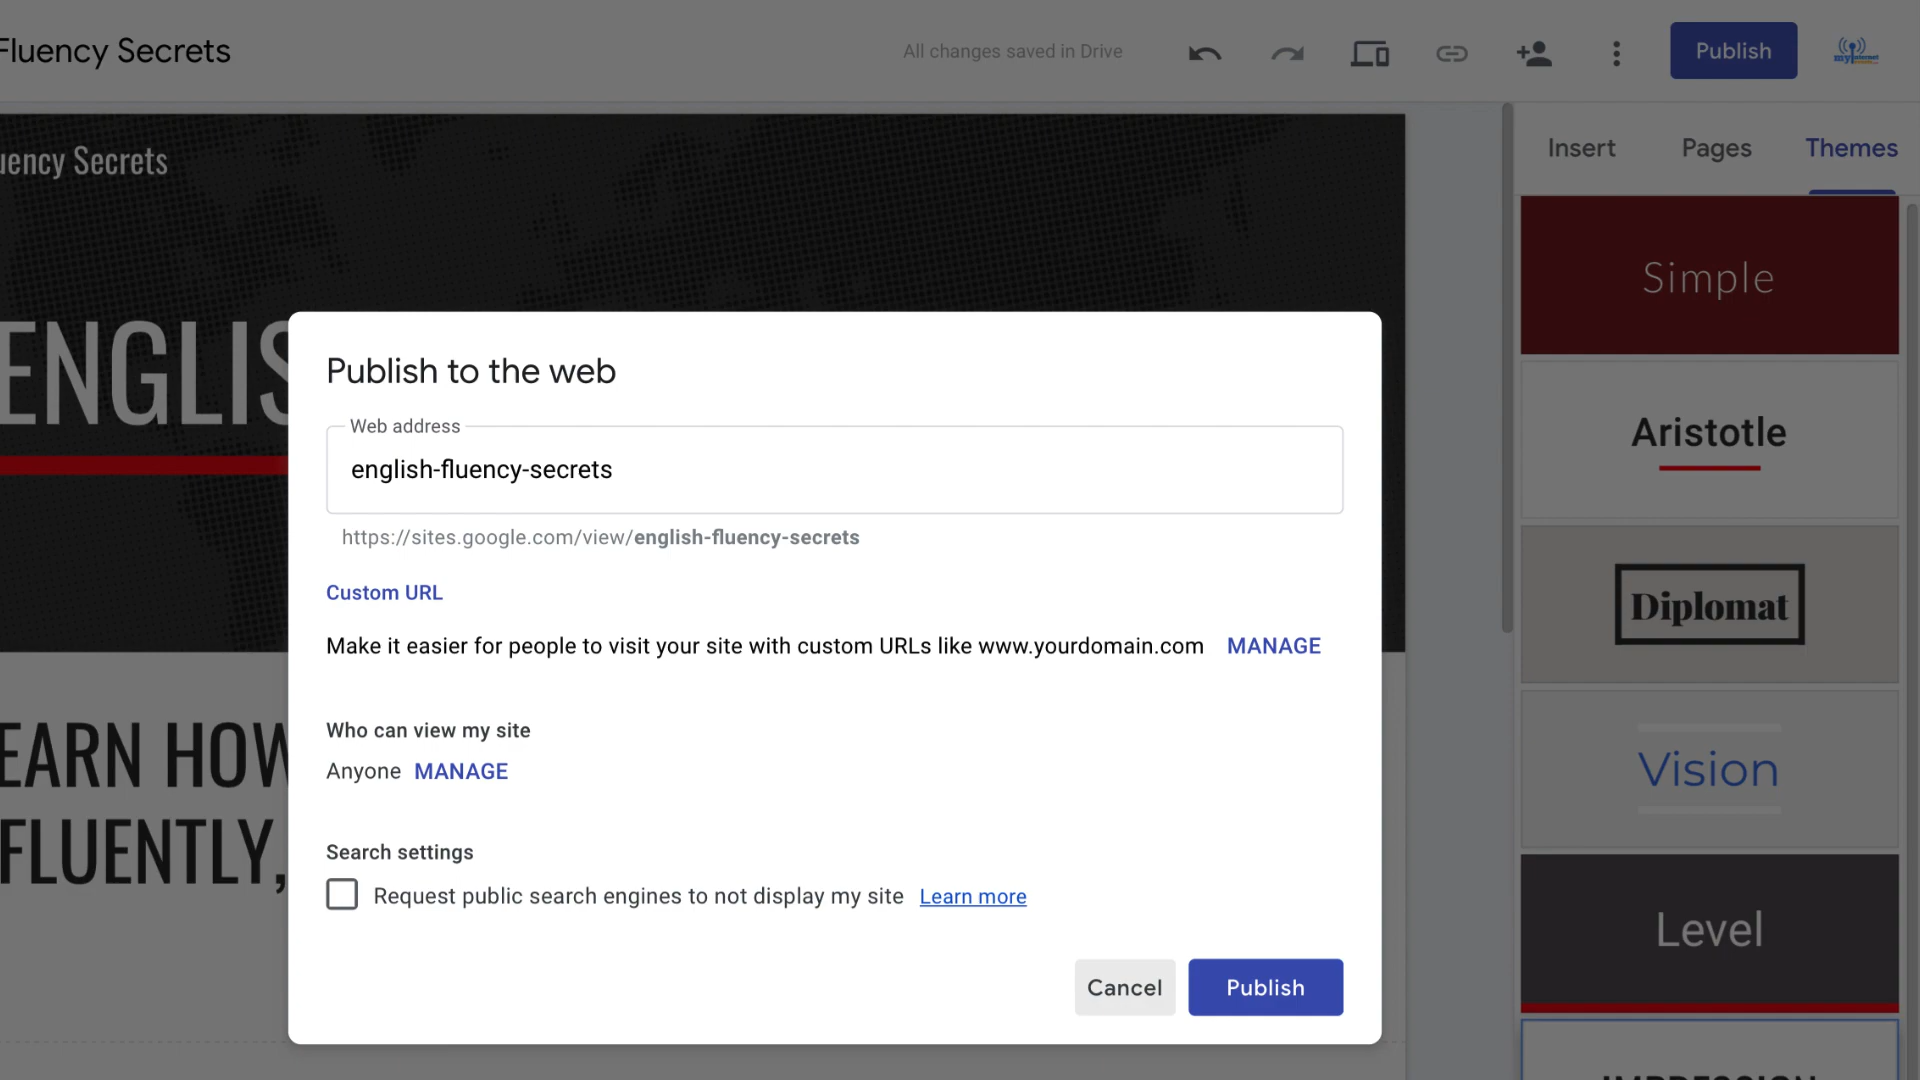 Fluency Secrets
All changes saved in Drive
Publish
Insert
Pages
Themes
uency Secrets
ENGLIS
EARN HOW
FLUENTLY,
Publish to the web
Web address
english-fluency-secrets
https://sites.google.com/view/english-fluency-secrets
Custom URL
Make it easier for people to visit your site with custom URLs like www.yourdomain.com MANAGE
Who can view my site
Anyone MANAGE
Search settings
Request public search engines to not display my site Learn more
Cancel
Publish
Simple
Aristotle
Diplomat
Vision
Level
IMPRESSION